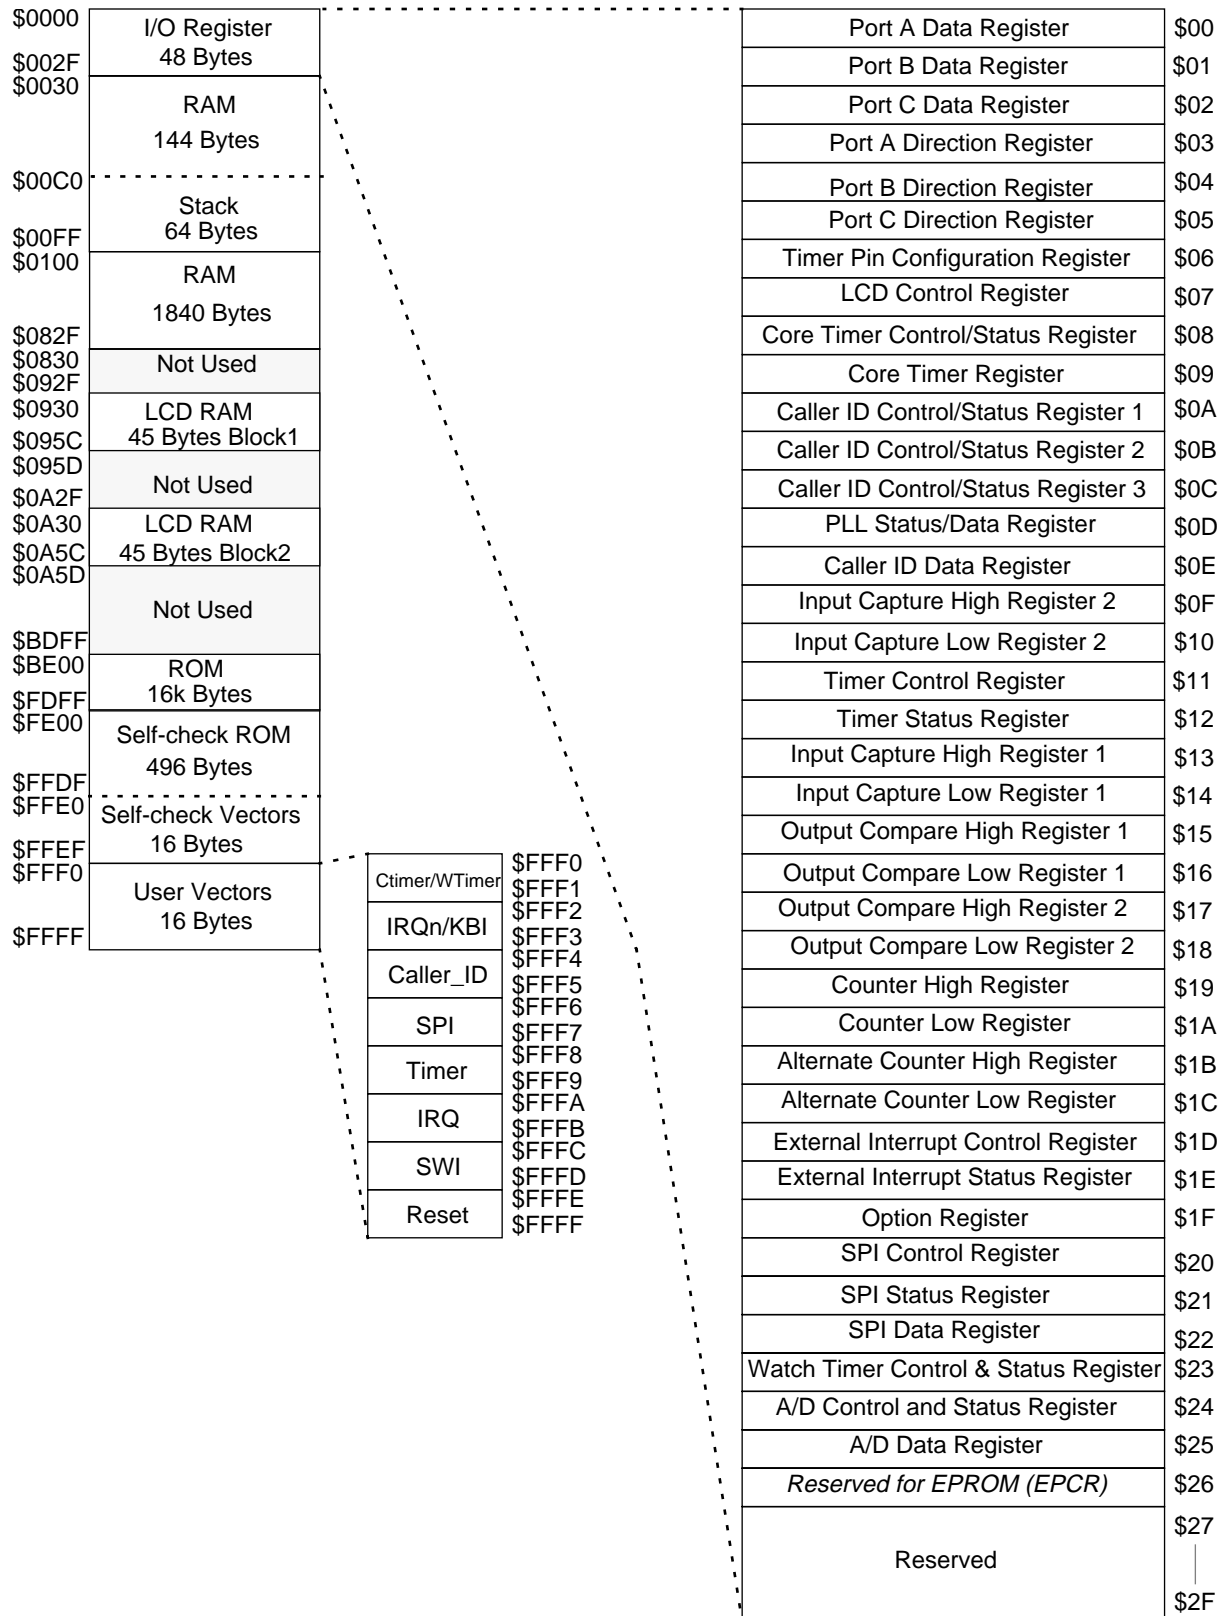 $0000
I/O Register
48 Bytes
$002F
$0030
RAM
144 Bytes
$00C0
Stack
64 Bytes
$00FF
$0100
RAM
1840 Bytes
$082F
$0830
Not Used
$092F
$0930
LCD RAM
45 Bytes Block1
$095C
$095D
Not Used
$0A2F
$0A30
LCD RAM
45 Bytes Block2
$0A5C
$0A5D
Not Used
$BDFF
$BE00
ROM
16k Bytes
$FDFF
$FE00
Self-check ROM
496 Bytes
$FFDF
$FFE0
Self-check Vectors
16 Bytes
$FFEF
$FFF0
User Vectors
16 Bytes
$FFFF
Ctimer/WTimer
$FFF0
$FFF1
IRQn/KBI
$FFF2
$FFF3
Caller_ID
$FFF4
$FFF5
SPI
$FFF6
$FFF7
Timer
$FFF8
$FFF9
IRQ
$FFFA
$FFFB
SWI
$FFFC
$FFFD
Reset
$FFFE
$FFFF
Port A Data Register $00
Port B Data Register $01
Port C Data Register $02
Port A Direction Register $03
Port B Direction Register $04
Port C Direction Register $05
Timer Pin Configuration Register $06
LCD Control Register $07
Core Timer Control/Status Register $08
Core Timer Register $09
Caller ID Control/Status Register 1 $0A
Caller ID Control/Status Register 2 $0B
Caller ID Control/Status Register 3 $0C
PLL Status/Data Register $0D
Caller ID Data Register $0E
Input Capture High Register 2 $0F
Input Capture Low Register 2 $10
Timer Control Register $11
Timer Status Register $12
Input Capture High Register 1 $13
Input Capture Low Register 1 $14
Output Compare High Register 1 $15
Output Compare Low Register 1 $16
Output Compare High Register 2 $17
Output Compare Low Register 2 $18
Counter High Register $19
Counter Low Register $1A
Alternate Counter High Register $1B
Alternate Counter Low Register $1C
External Interrupt Control Register $1D
External Interrupt Status Register $1E
Option Register $1F
SPI Control Register $20
SPI Status Register $21
SPI Data Register $22
Watch Timer Control & Status Register $23
A/D Control and Status Register $24
A/D Data Register $25
Reserved for EPROM (EPCR) $26
$27
Reserved
$2F